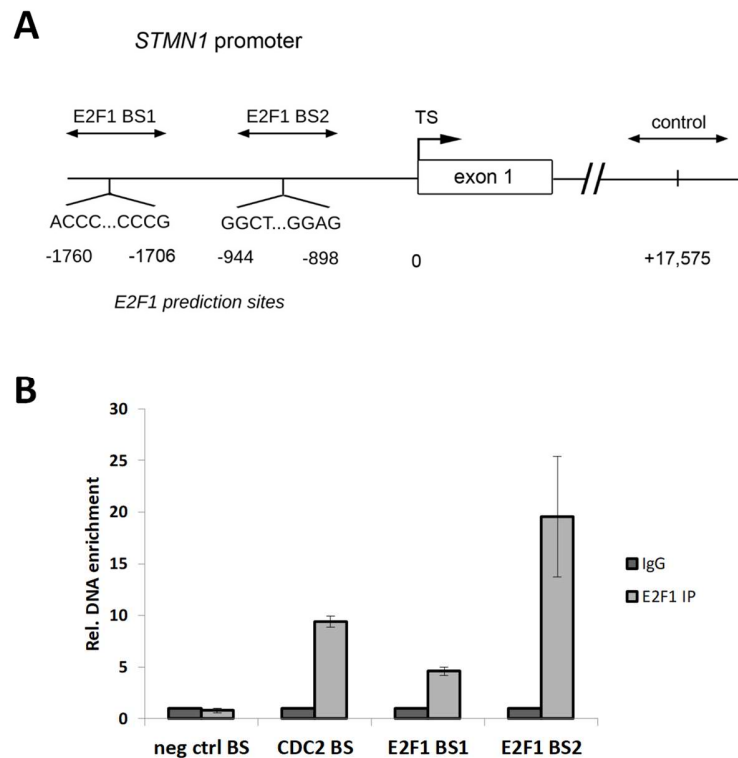 A
STMN1 promoter
E2F1 BS1 E2F1 BS2 TS control
exon 1
ACCC...CCCG GGCT...GGAG
-1760 -1706 -944 -898 0 +17,575
E2F1 prediction sites
B
30
25
20
15
10
5
0
Rel. DNA enrichment
IgG
E2F1 IP
neg ctrl BS CDC2 BS E2F1 BS1 E2F1 BS2